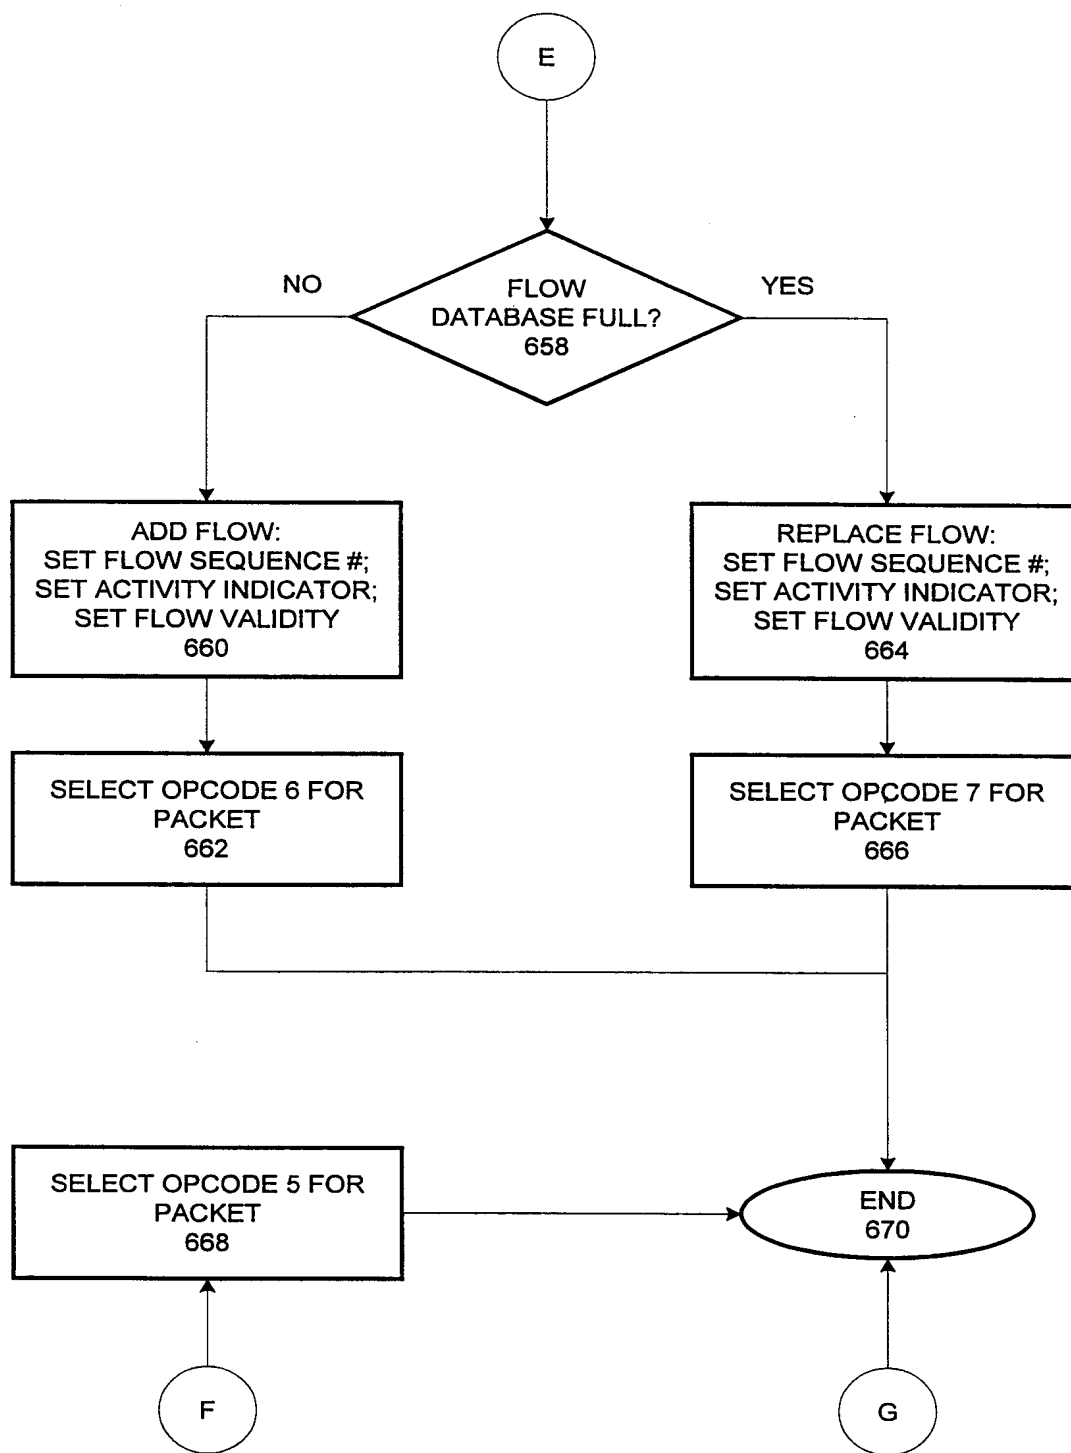 E
NO
YES
FLOW
DATABASE FULL?
658
ADD FLOW:
SET FLOW SEQUENCE #;
SET ACTIVITY INDICATOR;
SET FLOW VALIDITY
660
REPLACE FLOW:
SET FLOW SEQUENCE #;
SET ACTIVITY INDICATOR;
SET FLOW VALIDITY
664
SELECT OPCODE 6 FOR
PACKET
662
SELECT OPCODE 7 FOR
PACKET
666
SELECT OPCODE 5 FOR
PACKET
668
END
670
F
G